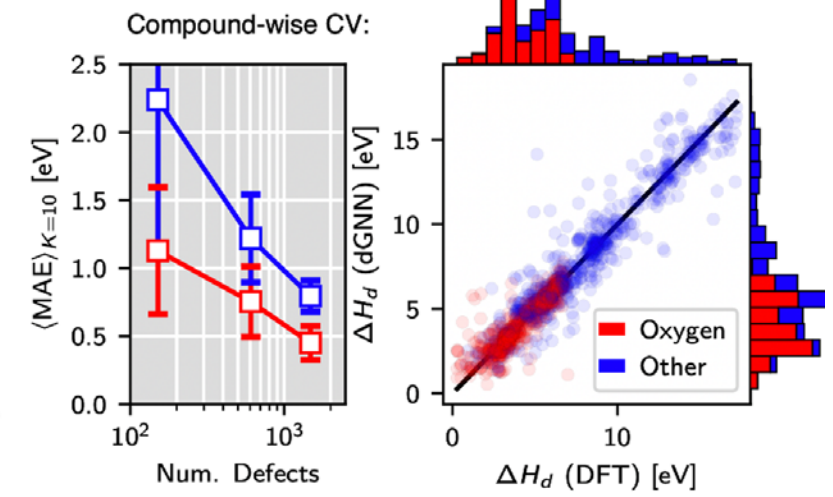 Compound-wise CV:
⟨MAE⟩K=10 [eV]
2.5
2.0
1.5
1.0
0.5
0.0
10²
10³
Num. Defects
ΔHd (dGNN) [eV]
15
10
5
0
Oxygen
Other
0
10
ΔHd (DFT) [eV]